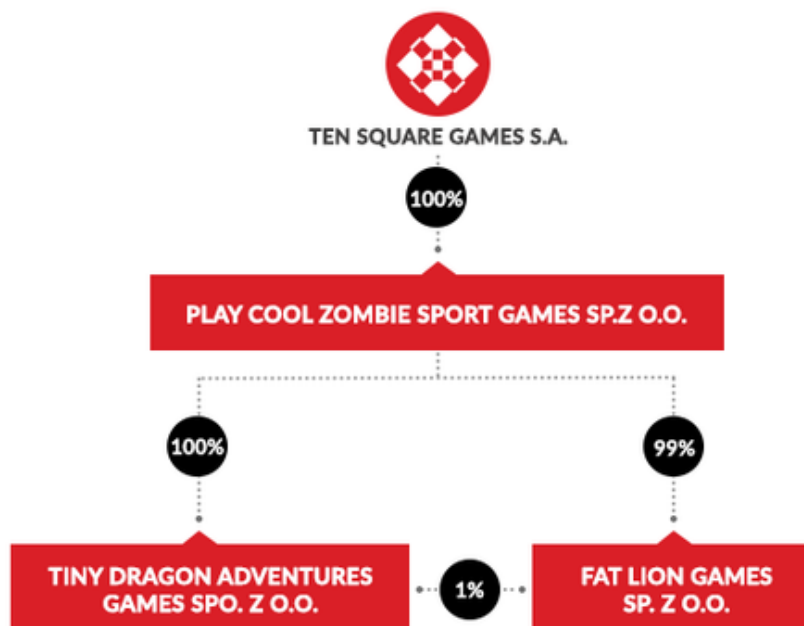 TEN SQUARE GAMES S.A.
100%
PLAY COOL ZOMBIE SPORT GAMES SP.Z O.O.
100%
99%
TINY DRAGON ADVENTURES
GAMES SPO. Z O.O.
1%
FAT LION GAMES
SP. Z O.O.